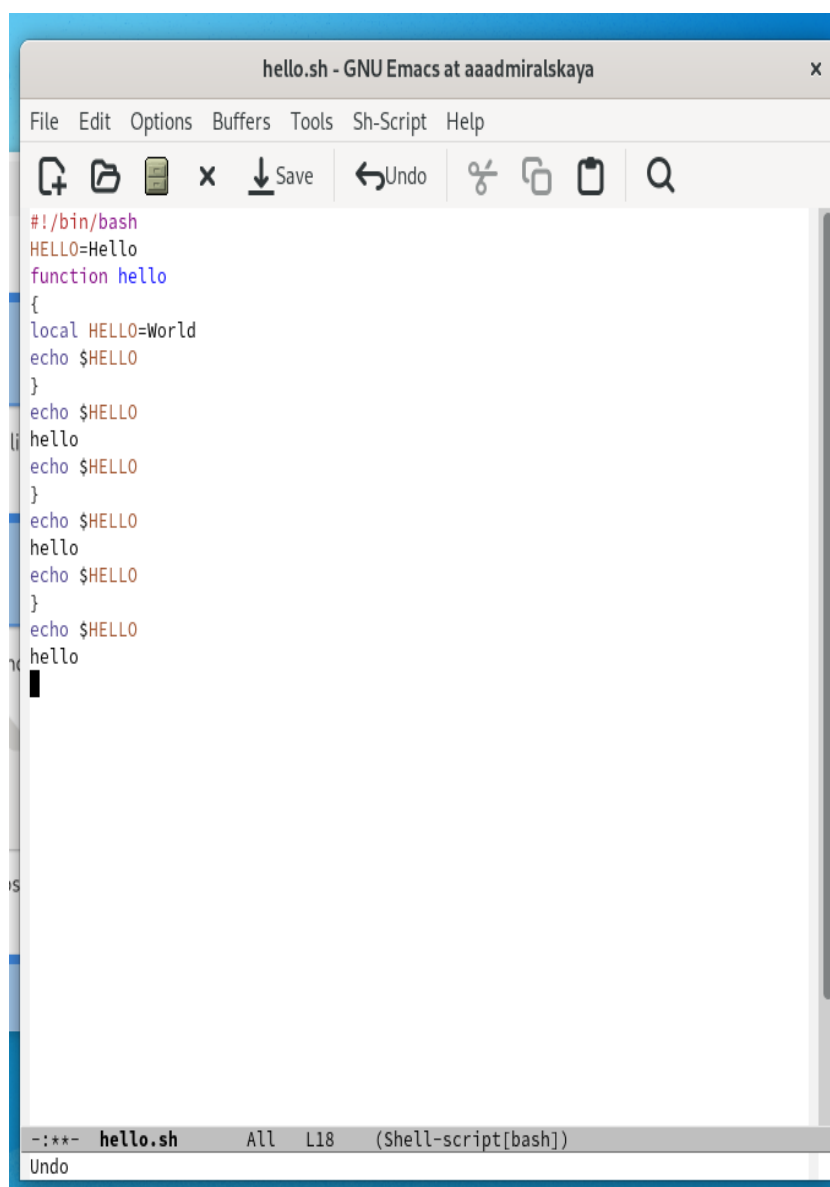 hello.sh - GNU Emacs at aaadmiralskaya
File Edit Options Buffers Tools Sh-Script Help
Save Undo
#!/bin/bash
HELLO=Hello
function hello
{
local HELLO=World
echo $HELLO
}
echo $HELLO
hello
echo $HELLO
}
echo $HELLO
hello
echo $HELLO
}
echo $HELLO
hello
-:**- hello.sh All L18 (Shell-script[bash])
Undo